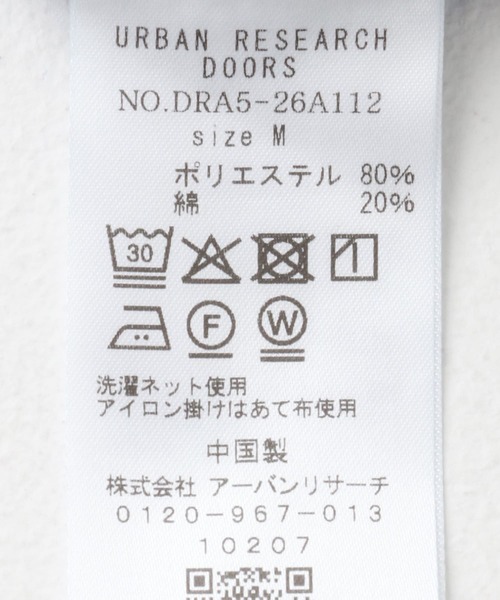 URBAN RESEARCH
DOORS
NO.DRA5-26A112
size M
ポリエステル 80%
綿 20%
30
F W
洗濯ネット使用
アイロン掛けはあて布使用
中国製
株式会社 アーバンリサーチ
0120-967-013
10207